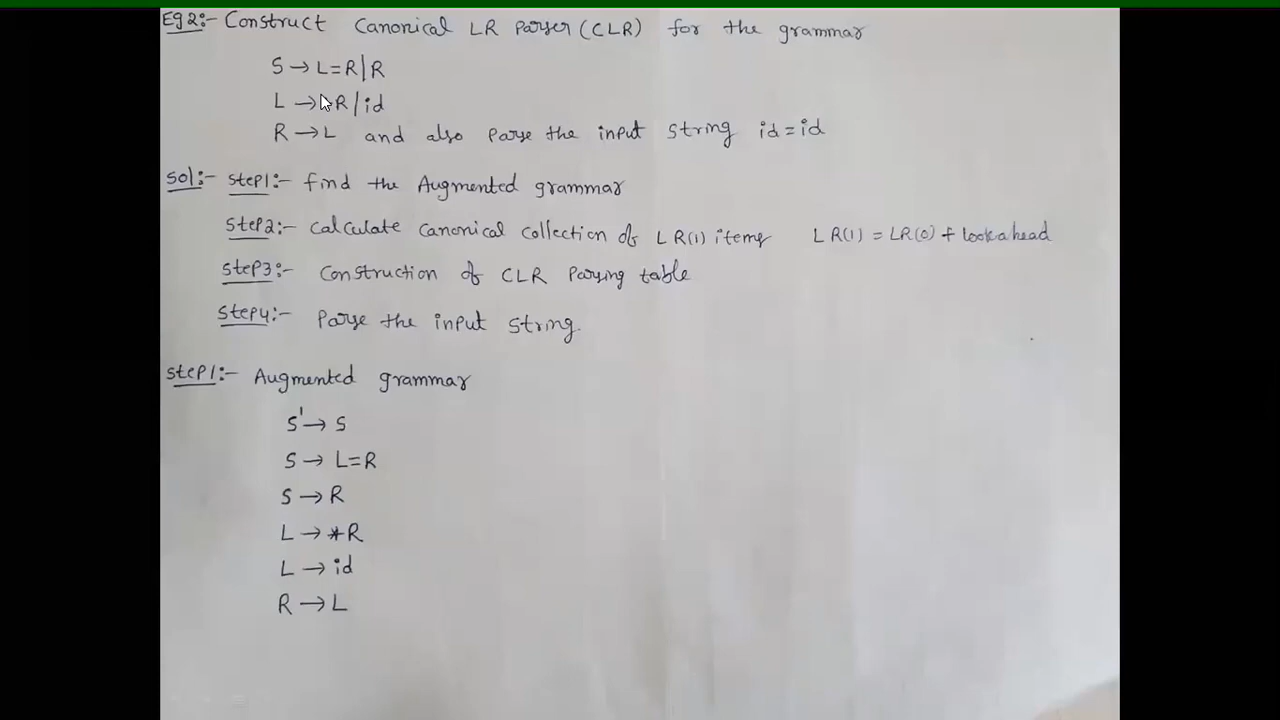 Eg2:- Construct Canonical LR Parser (CLR) for the grammar
S → L=R|R
L → R/id
R → L and also Parse the input string id=id
Sol:- Step1:- find the Augmented grammar
Step2:- Calculate Canonical Collection of LR(1) items LR(1) = LR(0) + lookahead
Step3:- Construction of CLR Parsing table
Step4:- Parse the input string.
Step1:- Augmented grammar
S' → S
S → L=R
S → R
L → *R
L → id
R → L